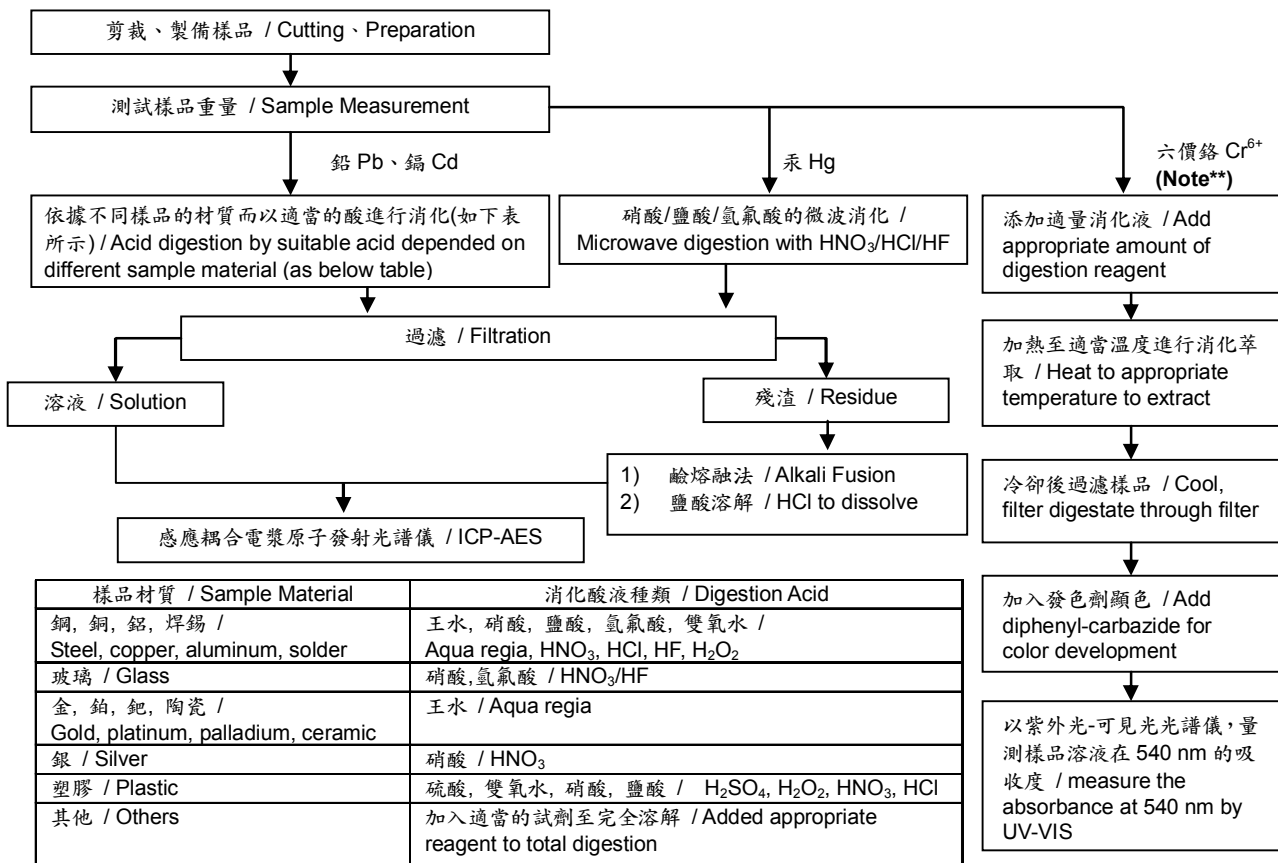 剪裁、製備樣品 / Cutting、Preparation
測試樣品重量 / Sample Measurement
鉛 Pb、鎘 Cd
汞 Hg
六價鉻 Cr⁶⁺
(Note**)
依據不同樣品的材質而以適當的酸進行消化(如下表
所示) / Acid digestion by suitable acid depended on
different sample material (as below table)
硝酸/鹽酸/氫氟酸的微波消化 /
Microwave digestion with HNO₃/HCl/HF
添加適量消化液 / Add
appropriate amount of
digestion reagent
過濾 / Filtration
加熱至適當溫度進行消化萃
取 / Heat to appropriate
temperature to extract
溶液 / Solution
殘渣 / Residue
1) 鹼熔融法 / Alkali Fusion
2) 鹽酸溶解 / HCl to dissolve
冷卻後過濾樣品 / Cool,
filter digestate through filter
感應耦合電漿原子發射光譜儀 / ICP-AES
加入發色劑顯色 / Add
diphenyl-carbazide for
color development
以紫外光-可見光光譜儀，量
測樣品溶液在 540 nm 的吸
收度 / measure the
absorbance at 540 nm by
UV-VIS
樣品材質 / Sample Material
消化酸液種類 / Digestion Acid
鋼, 銅, 鋁, 焊錫 /
Steel, copper, aluminum, solder
王水, 硝酸, 鹽酸, 氫氟酸, 雙氧水 /
Aqua regia, HNO₃, HCl, HF, H₂O₂
玻璃 / Glass
硝酸,氫氟酸 / HNO₃/HF
金, 鉑, 鈀, 陶瓷 /
Gold, platinum, palladium, ceramic
王水 / Aqua regia
銀 / Silver
硝酸 / HNO₃
塑膠 / Plastic
硫酸, 雙氧水, 硝酸, 鹽酸 / H₂SO₄, H₂O₂, HNO₃, HCl
其他 / Others
加入適當的試劑至完全溶解 / Added appropriate
reagent to total digestion